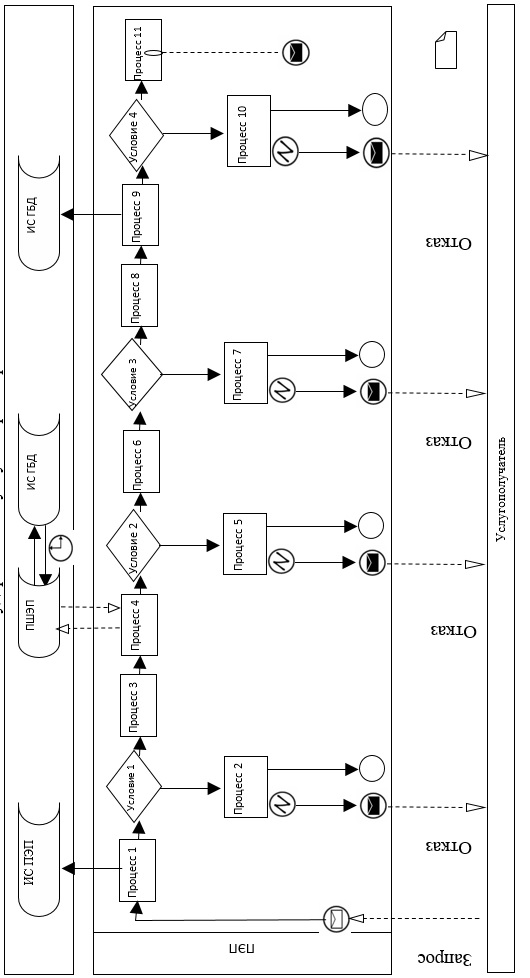 ИС ПЭП
ПЭП
Запрос
Процесс 1
Условие 1
Процесс 2
Отказ
Процесс 3
Процесс 4
ПШЭП
ИС ГБД
Условие 2
Процесс 5
Отказ
Процесс 6
Условие 3
Процесс 7
Отказ
Процесс 8
Процесс 9
ИС ГБД
Условие 4
Процесс 10
Отказ
Процесс 11
Услугополучатель